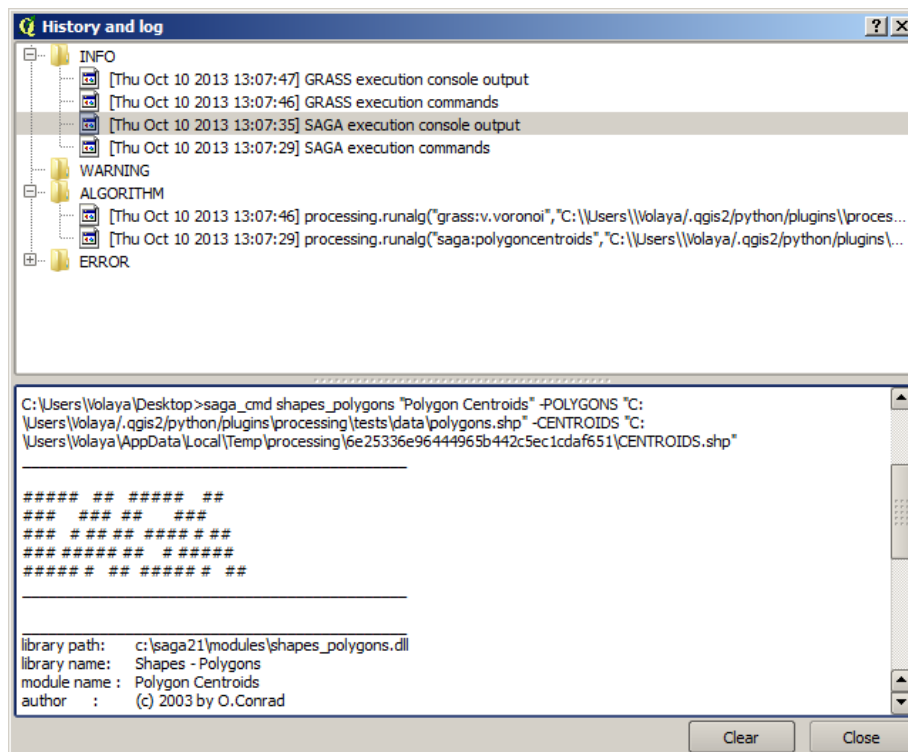 History and log
INFO
[Thu Oct 10 2013 13:07:47] GRASS execution console output
[Thu Oct 10 2013 13:07:46] GRASS execution commands
[Thu Oct 10 2013 13:07:35] SAGA execution console output
[Thu Oct 10 2013 13:07:29] SAGA execution commands
WARNING
ALGORITHM
[Thu Oct 10 2013 13:07:46] processing.runalg("grass:v.voronoi","C:\\Users\\Volaya/.qgis2/python/plugins\\proces...
[Thu Oct 10 2013 13:07:29] processing.runalg("saga:polygoncentroids","C:\\Users\\Volaya/.qgis2/python/plugins\...
ERROR
C:\Users\Volaya\Desktop>saga_cmd shapes_polygons "Polygon Centroids" -POLYGONS "C:
\Users\Volaya/.qgis2/python/plugins\processing\tests\data\polygons.shp" -CENTROIDS "C:
\Users\Volaya\AppData\Local\Temp\processing\6e25336e96444965b442c5ec1cdaf651\CENTROIDS.shp"
_____________________________________________
##### ## ##### ##
### ### ## ###
### # ## ## #### # ##
### ##### ## # #####
##### # ## ##### # ##
_____________________________________________
_____________________________________________
library path: c:\saga21\modules\shapes_polygons.dll
library name: Shapes - Polygons
module name : Polygon Centroids
author : (c) 2003 by O.Conrad
Clear Close